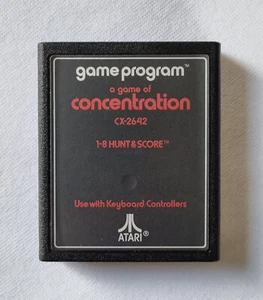 game program™
a game of
concentration
CX-2642
1-8 HUNT & SCORE™
Use with Keyboard Controllers
ATARI®